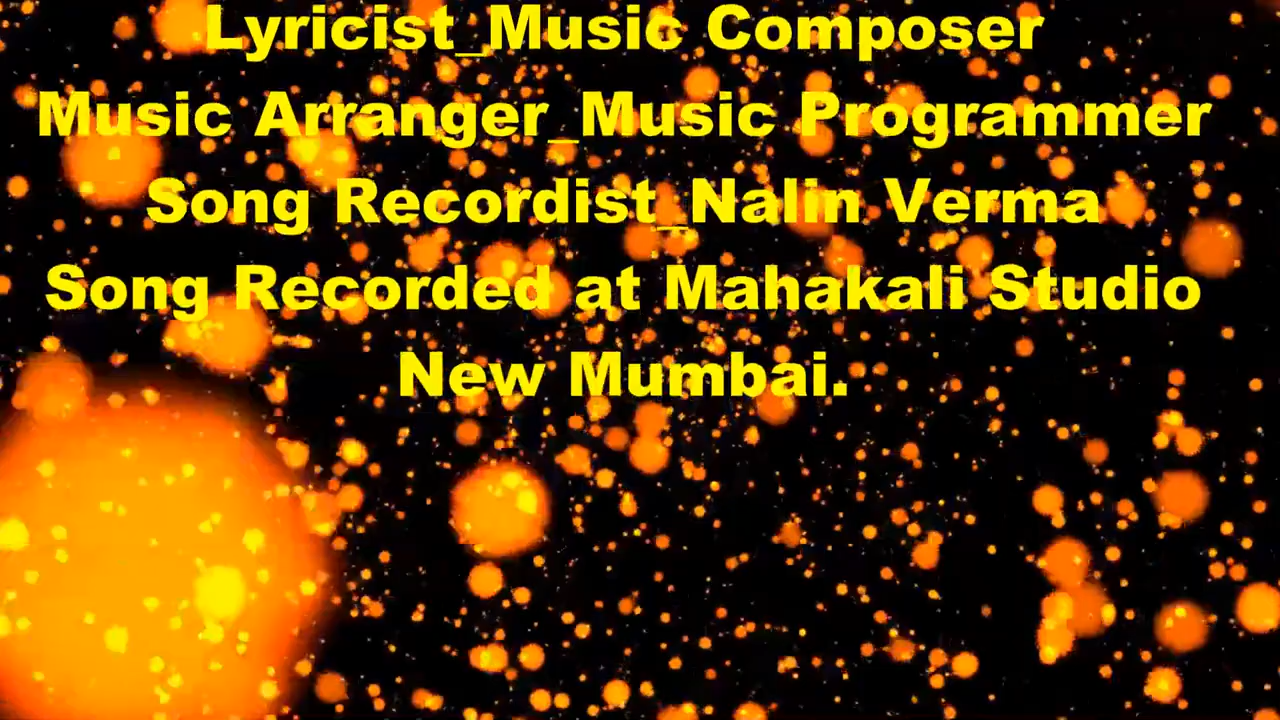 Lyricist_Music Composer
Music Arranger_Music Programmer
Song Recordist_Nalin Verma
Song Recorded at Mahakali Studio
New Mumbai.